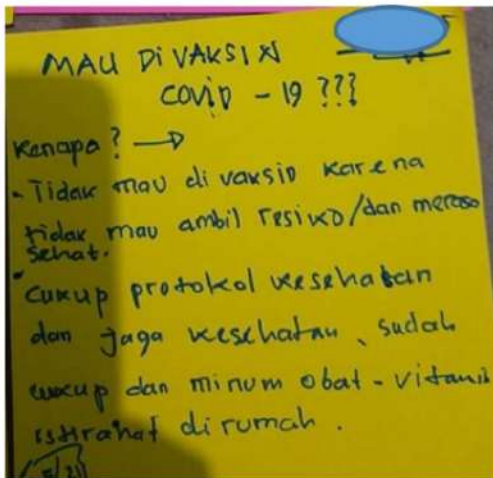 MAU DI VAKSIN
COVID - 19 ???
Kenapa ? →
- Tidak mau di vaksin karena
tidak mau ambil resiko/dan merasa
sehat.
• Cukup protokol kesehatan
dan jaga kesehatan, sudah
cukup dan minum obat - vitamin
istirahat di rumah.